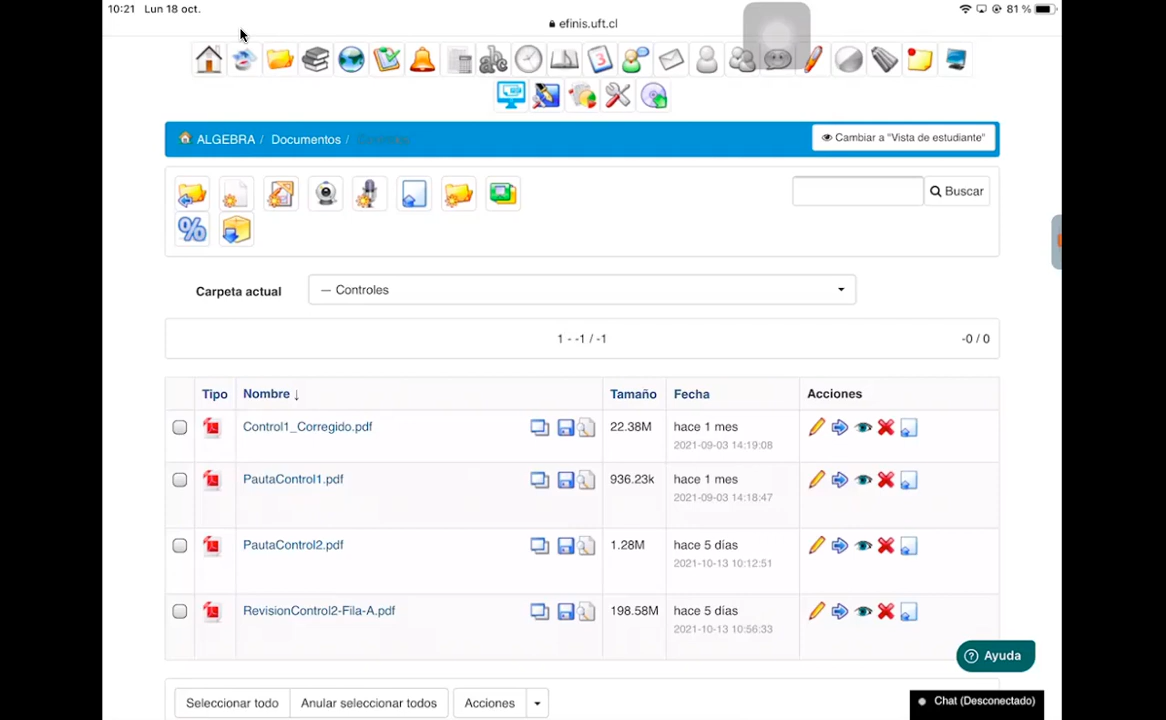 10:21 Lun 18 oct. 81 %
efinis.uft.cl
ALGEBRA / Documentos / Cambiar a "Vista de estudiante"
Buscar
Carpeta actual — Controles
1 - -1 / -1 -0 / 0
Tipo Nombre ↓ Tamaño Fecha Acciones
Control1_Corregido.pdf 22.38M hace 1 mes
2021-09-03 14:19:08
PautaControl1.pdf 936.23k hace 1 mes
2021-09-03 14:18:47
PautaControl2.pdf 1.28M hace 5 días
2021-10-13 10:12:51
RevisionControl2-Fila-A.pdf 198.58M hace 5 días
2021-10-13 10:56:33
Ayuda
Seleccionar todo Anular seleccionar todos Acciones
Chat (Desconectado)